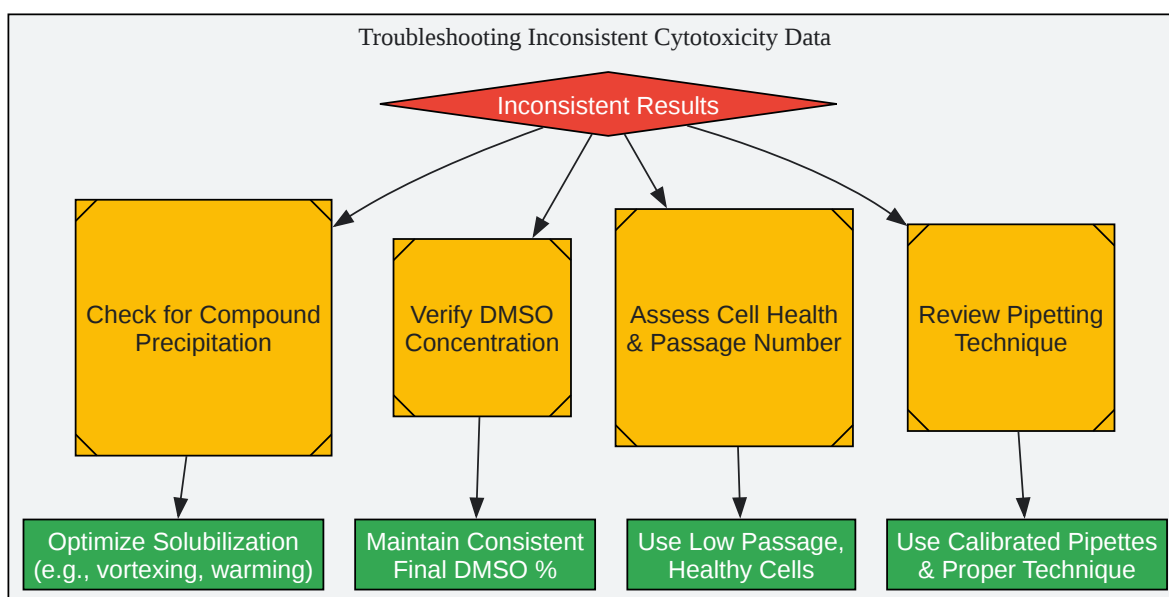 Troubleshooting Inconsistent Cytotoxicity Data
Inconsistent Results
Check for Compound
Precipitation
Verify DMSO
Concentration
Assess Cell Health
& Passage Number
Review Pipetting
Technique
Optimize Solubilization
(e.g., vortexing, warming)
Maintain Consistent
Final DMSO %
Use Low Passage,
Healthy Cells
Use Calibrated Pipettes
& Proper Technique